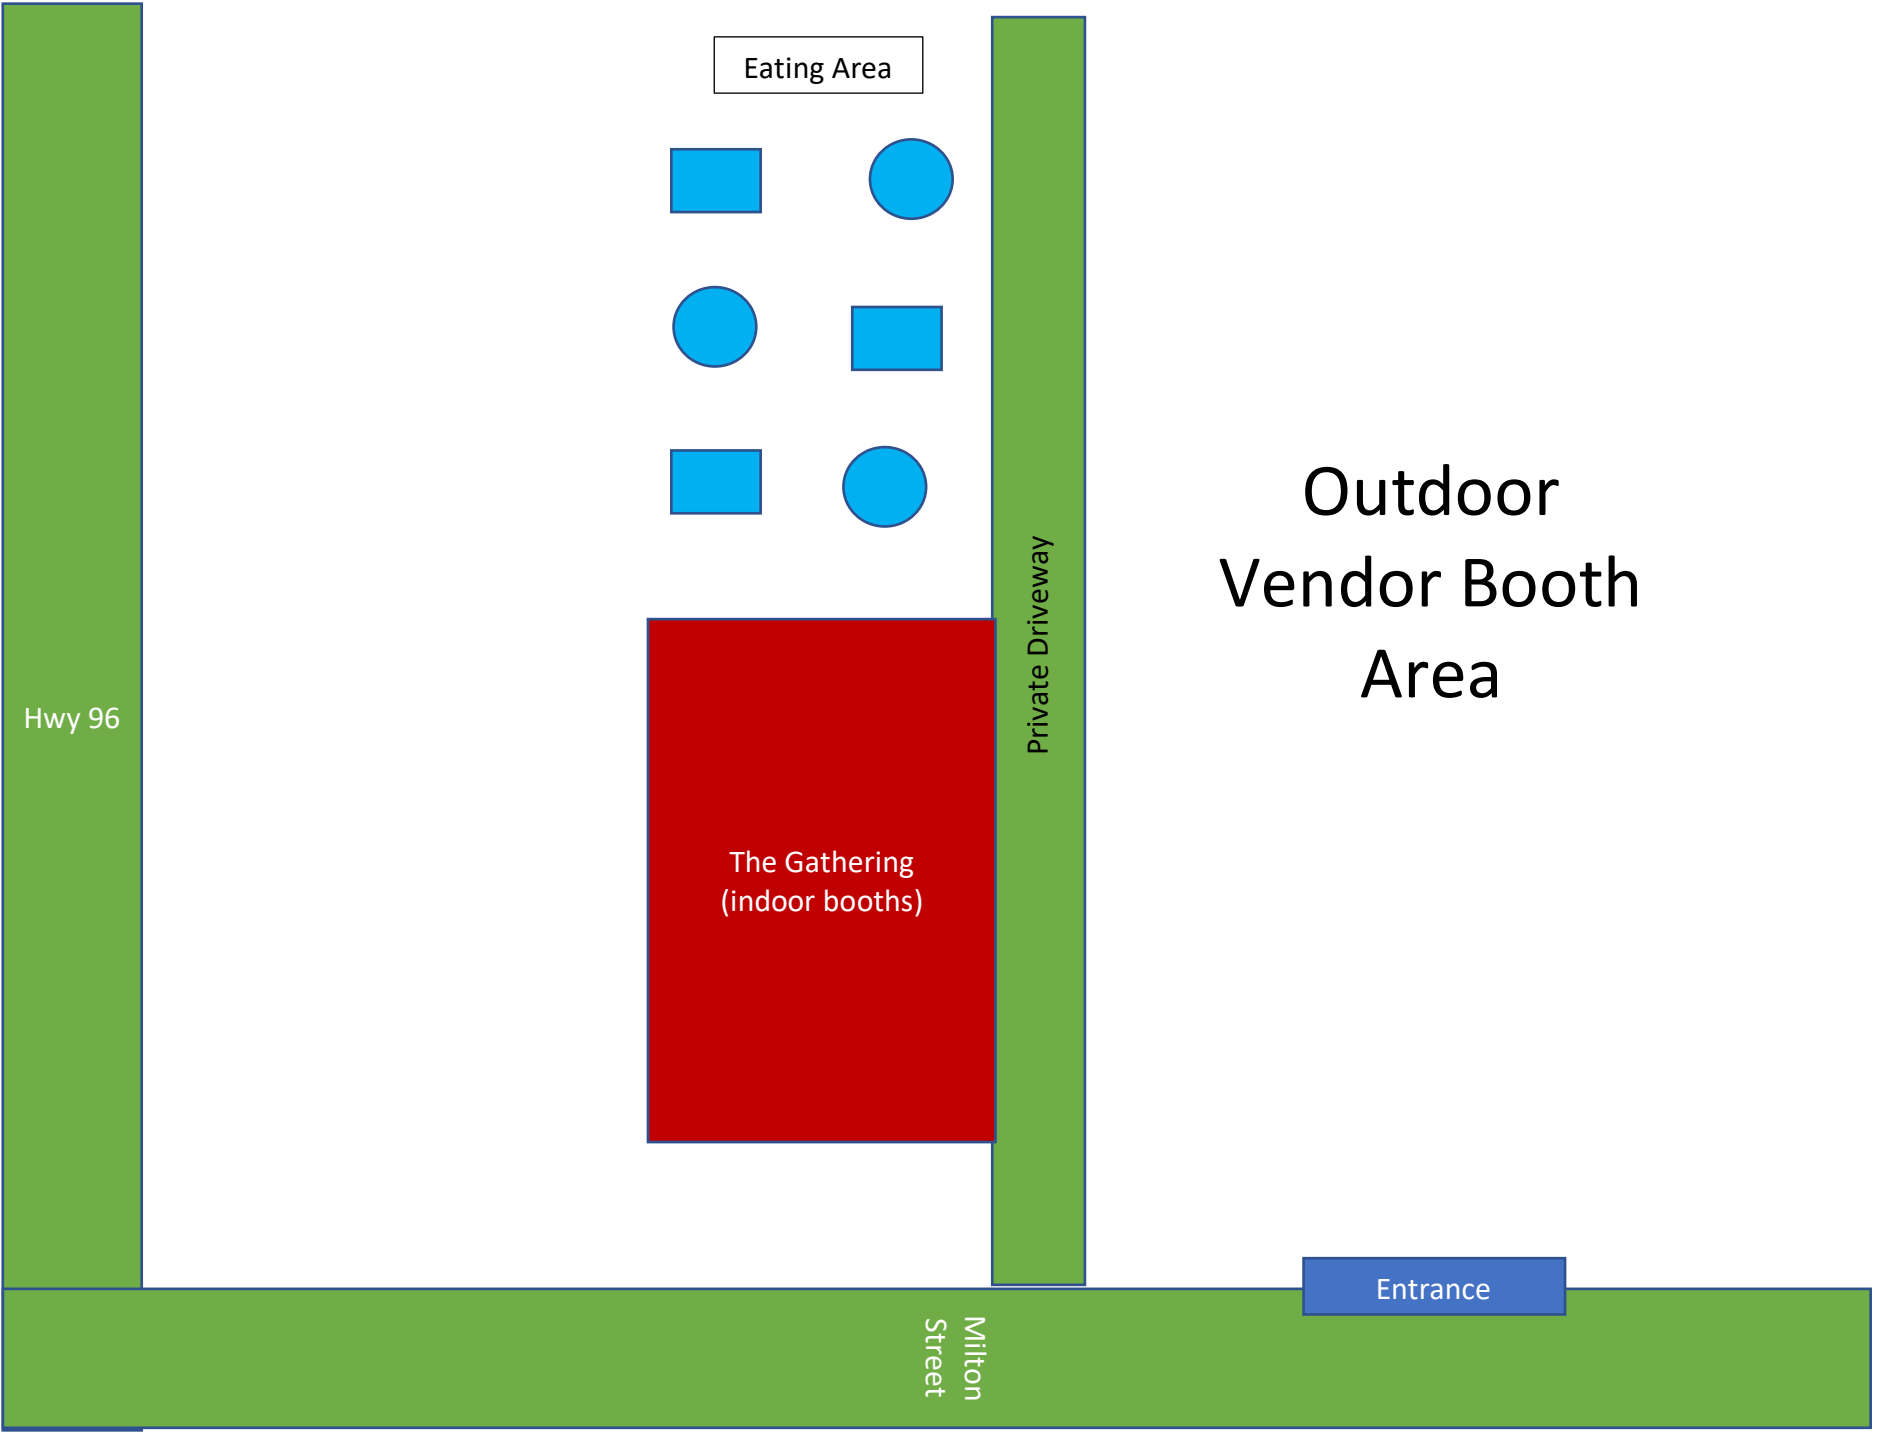 Eating Area
Outdoor
Vendor Booth
Area
Private Driveway
Hwy 96
The Gathering
(indoor booths)
Entrance
Milton
Street